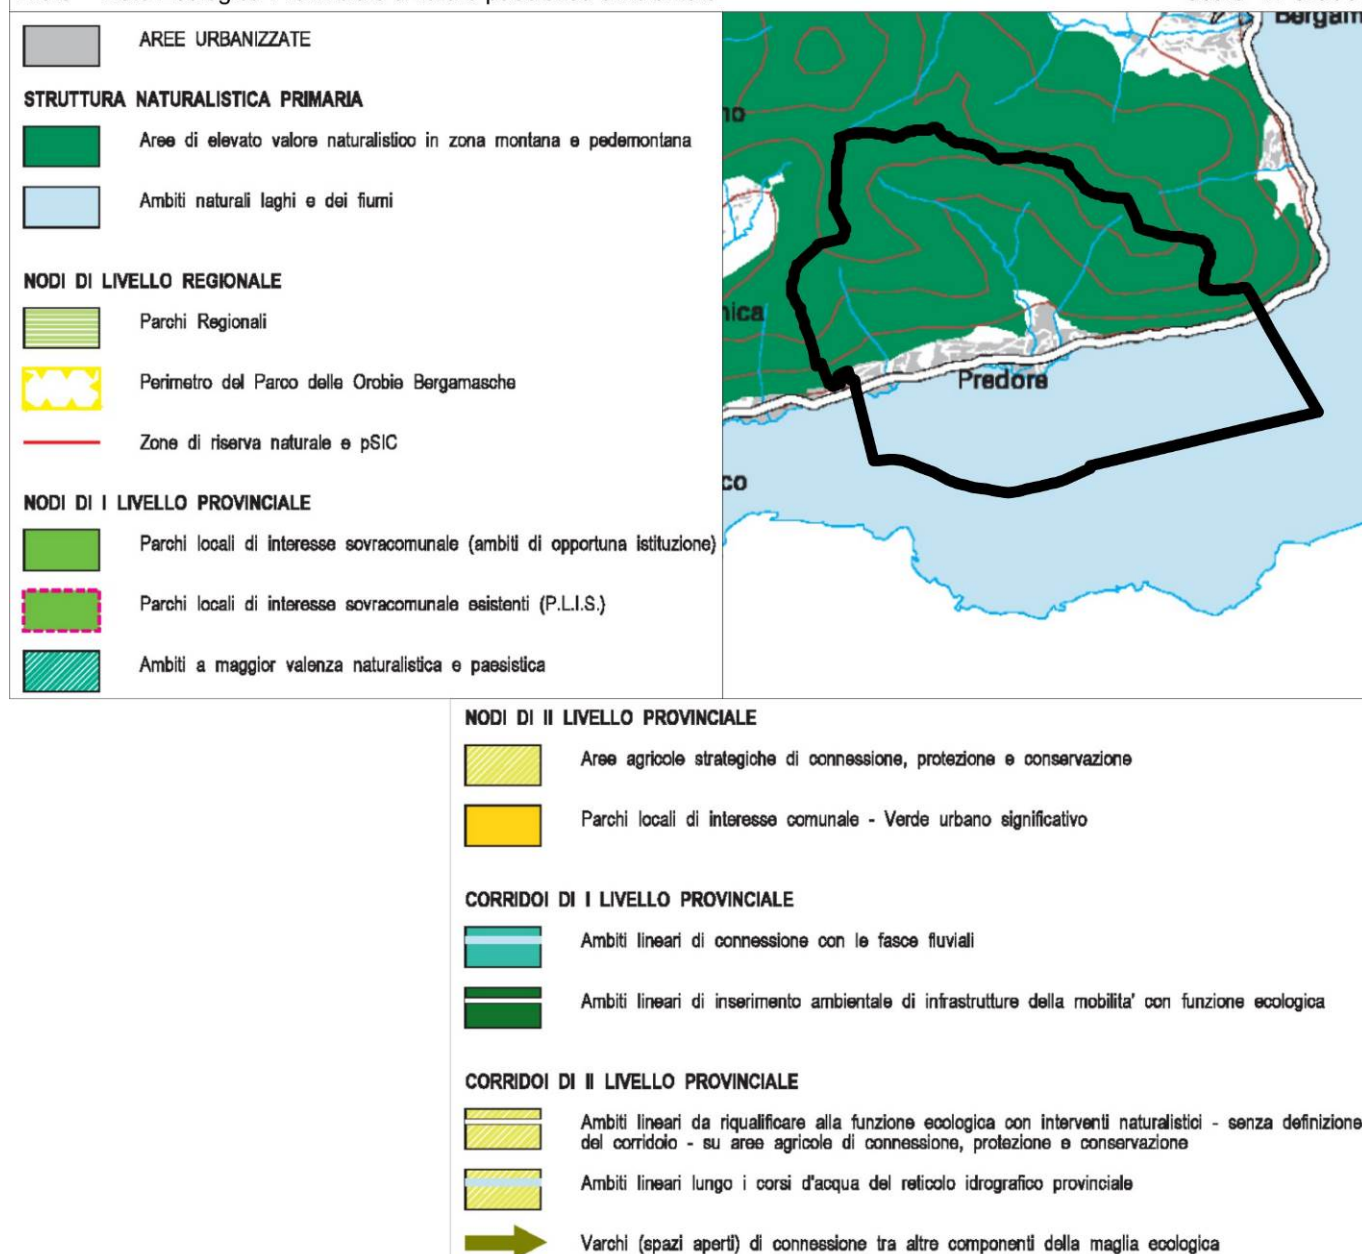 AREE URBANIZZATE
STRUTTURA NATURALISTICA PRIMARIA
Aree di elevato valore naturalistico in zona montana e pedemontana
Ambiti naturali laghi e dei fiumi
NODI DI LIVELLO REGIONALE
Parchi Regionali
Perimetro del Parco delle Orobie Bergamasche
Zone di riserva naturale e pSIC
NODI DI I LIVELLO PROVINCIALE
Parchi locali di interesse sovracomunale (ambiti di opportuna istituzione)
Parchi locali di interesse sovracomunale esistenti (P.L.I.S.)
Ambiti a maggior valenza naturalistica e paesistica
Bergam
no
nica
Predore
co
NODI DI II LIVELLO PROVINCIALE
Aree agricole strategiche di connessione, protezione e conservazione
Parchi locali di interesse comunale - Verde urbano significativo
CORRIDOI DI I LIVELLO PROVINCIALE
Ambiti lineari di connessione con le fasce fluviali
Ambiti lineari di inserimento ambientale di infrastrutture della mobilita' con funzione ecologica
CORRIDOI DI II LIVELLO PROVINCIALE
Ambiti lineari da riqualificare alla funzione ecologica con interventi naturalistici - senza definizione
del corridoio - su aree agricole di connessione, protezione e conservazione
Ambiti lineari lungo i corsi d'acqua del reticolo idrografico provinciale
Varchi (spazi aperti) di connessione tra altre componenti della maglia ecologica